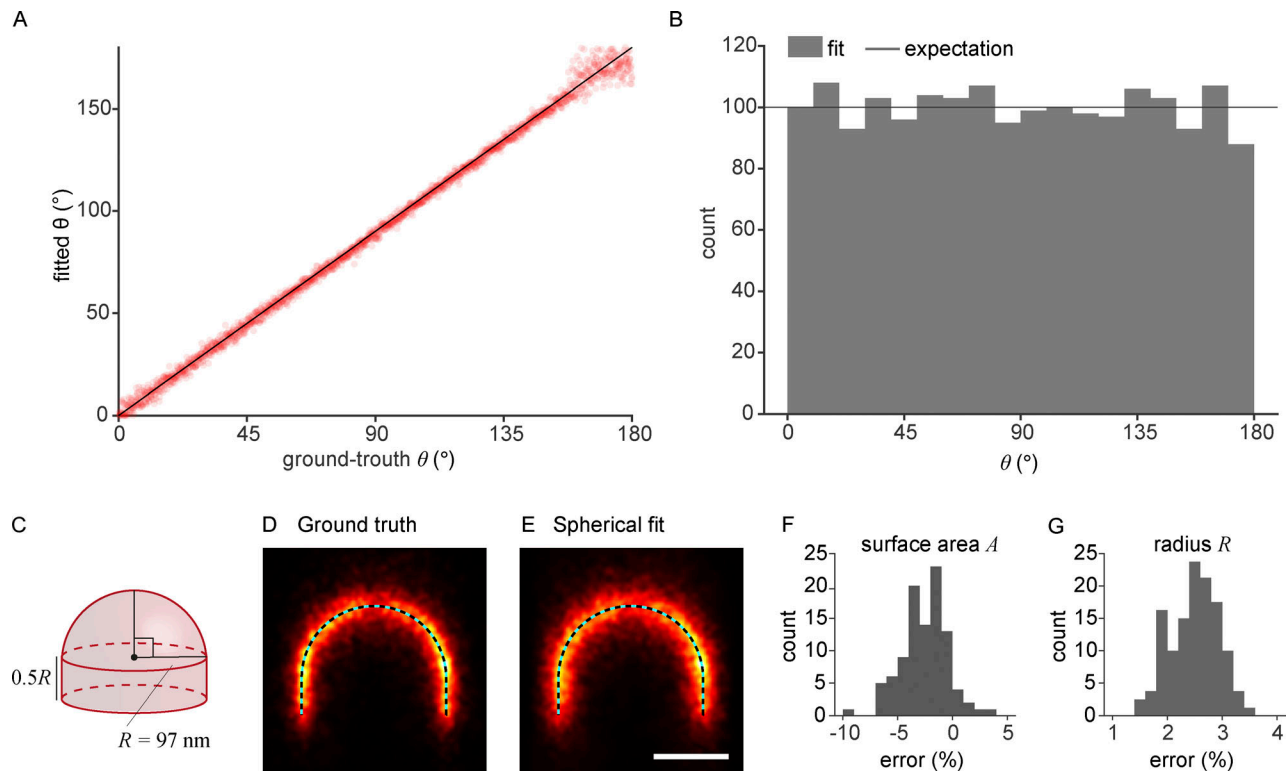 A
fitted θ (°)
150
100
50
0
0 45 90 135 180
ground-trouth θ (°)
B
fit expectation
count
120
100
80
60
40
20
0
0 45 90 135 180
θ (°)
C
0.5R
R = 97 nm
D Ground truth
E Spherical fit
F
surface area A
count
25
20
15
10
5
0
-10 -5 0 5
error (%)
G
radius R
count
25
20
15
10
5
0
1 2 3 4
error (%)